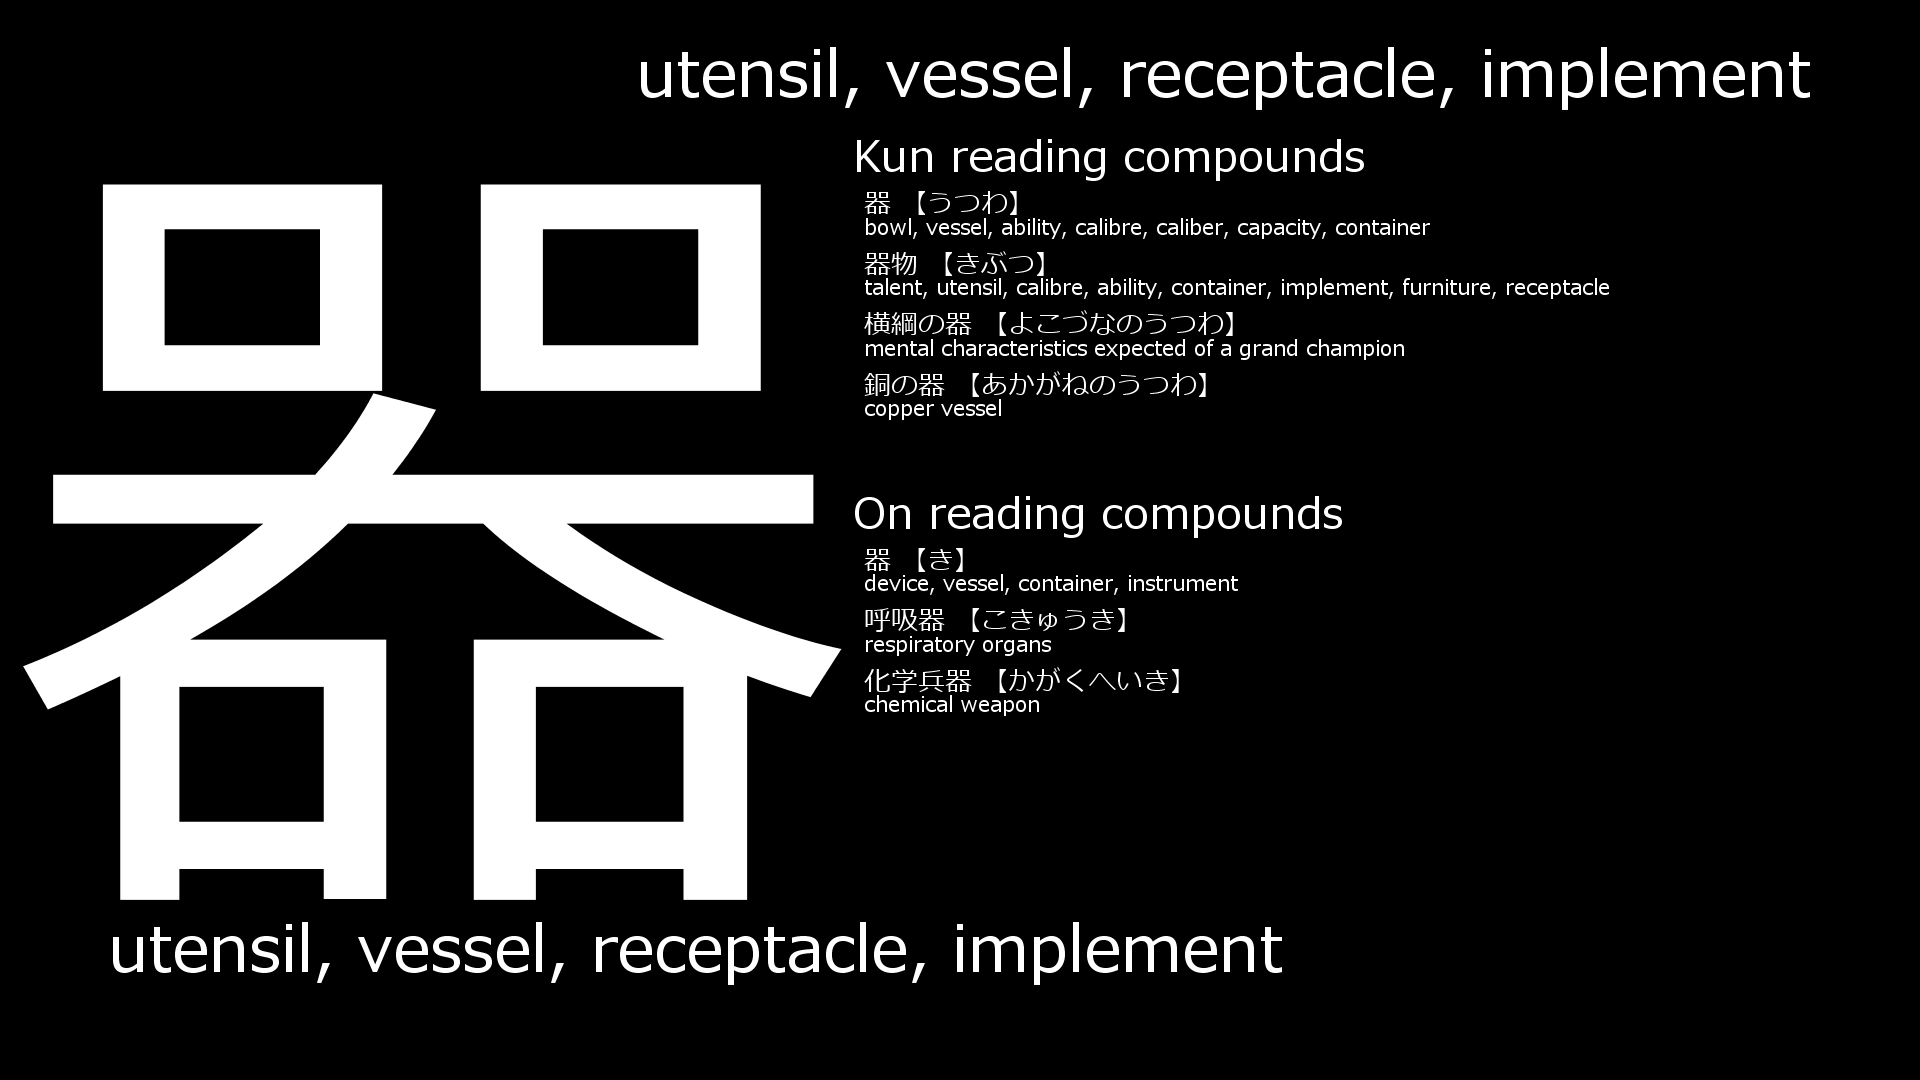 utensil, vessel, receptacle, implement
器
Kun reading compounds
器 【うつわ】
bowl, vessel, ability, calibre, caliber, capacity, container
器物 【きぶつ】
talent, utensil, calibre, ability, container, implement, furniture, receptacle
横綱の器 【よこづなのうつわ】
mental characteristics expected of a grand champion
銅の器 【あかがねのうつわ】
copper vessel
On reading compounds
器 【き】
device, vessel, container, instrument
呼吸器 【こきゅうき】
respiratory organs
化学兵器 【かがくへいき】
chemical weapon
utensil, vessel, receptacle, implement